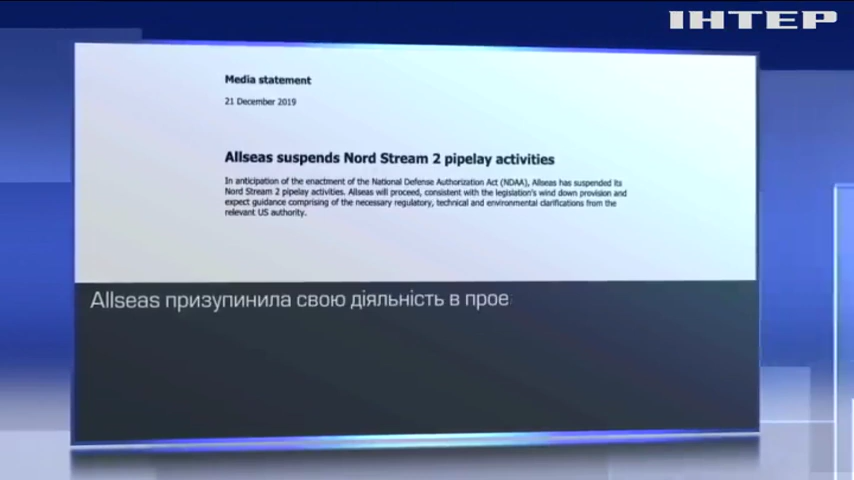 ІНТЕР
Media statement
21 December 2019
Allseas suspends Nord Stream 2 pipelay activities
In anticipation of the enactment of the National Defense Authorization Act (NDAA), Allseas has suspended its
Nord Stream 2 pipelay activities. Allseas will proceed, consistent with the legislation's wind down provision and
expect guidance comprising of the necessary regulatory, technical and environmental clarifications from the
relevant US authority.
Allseas призупинила свою діяльність в прое